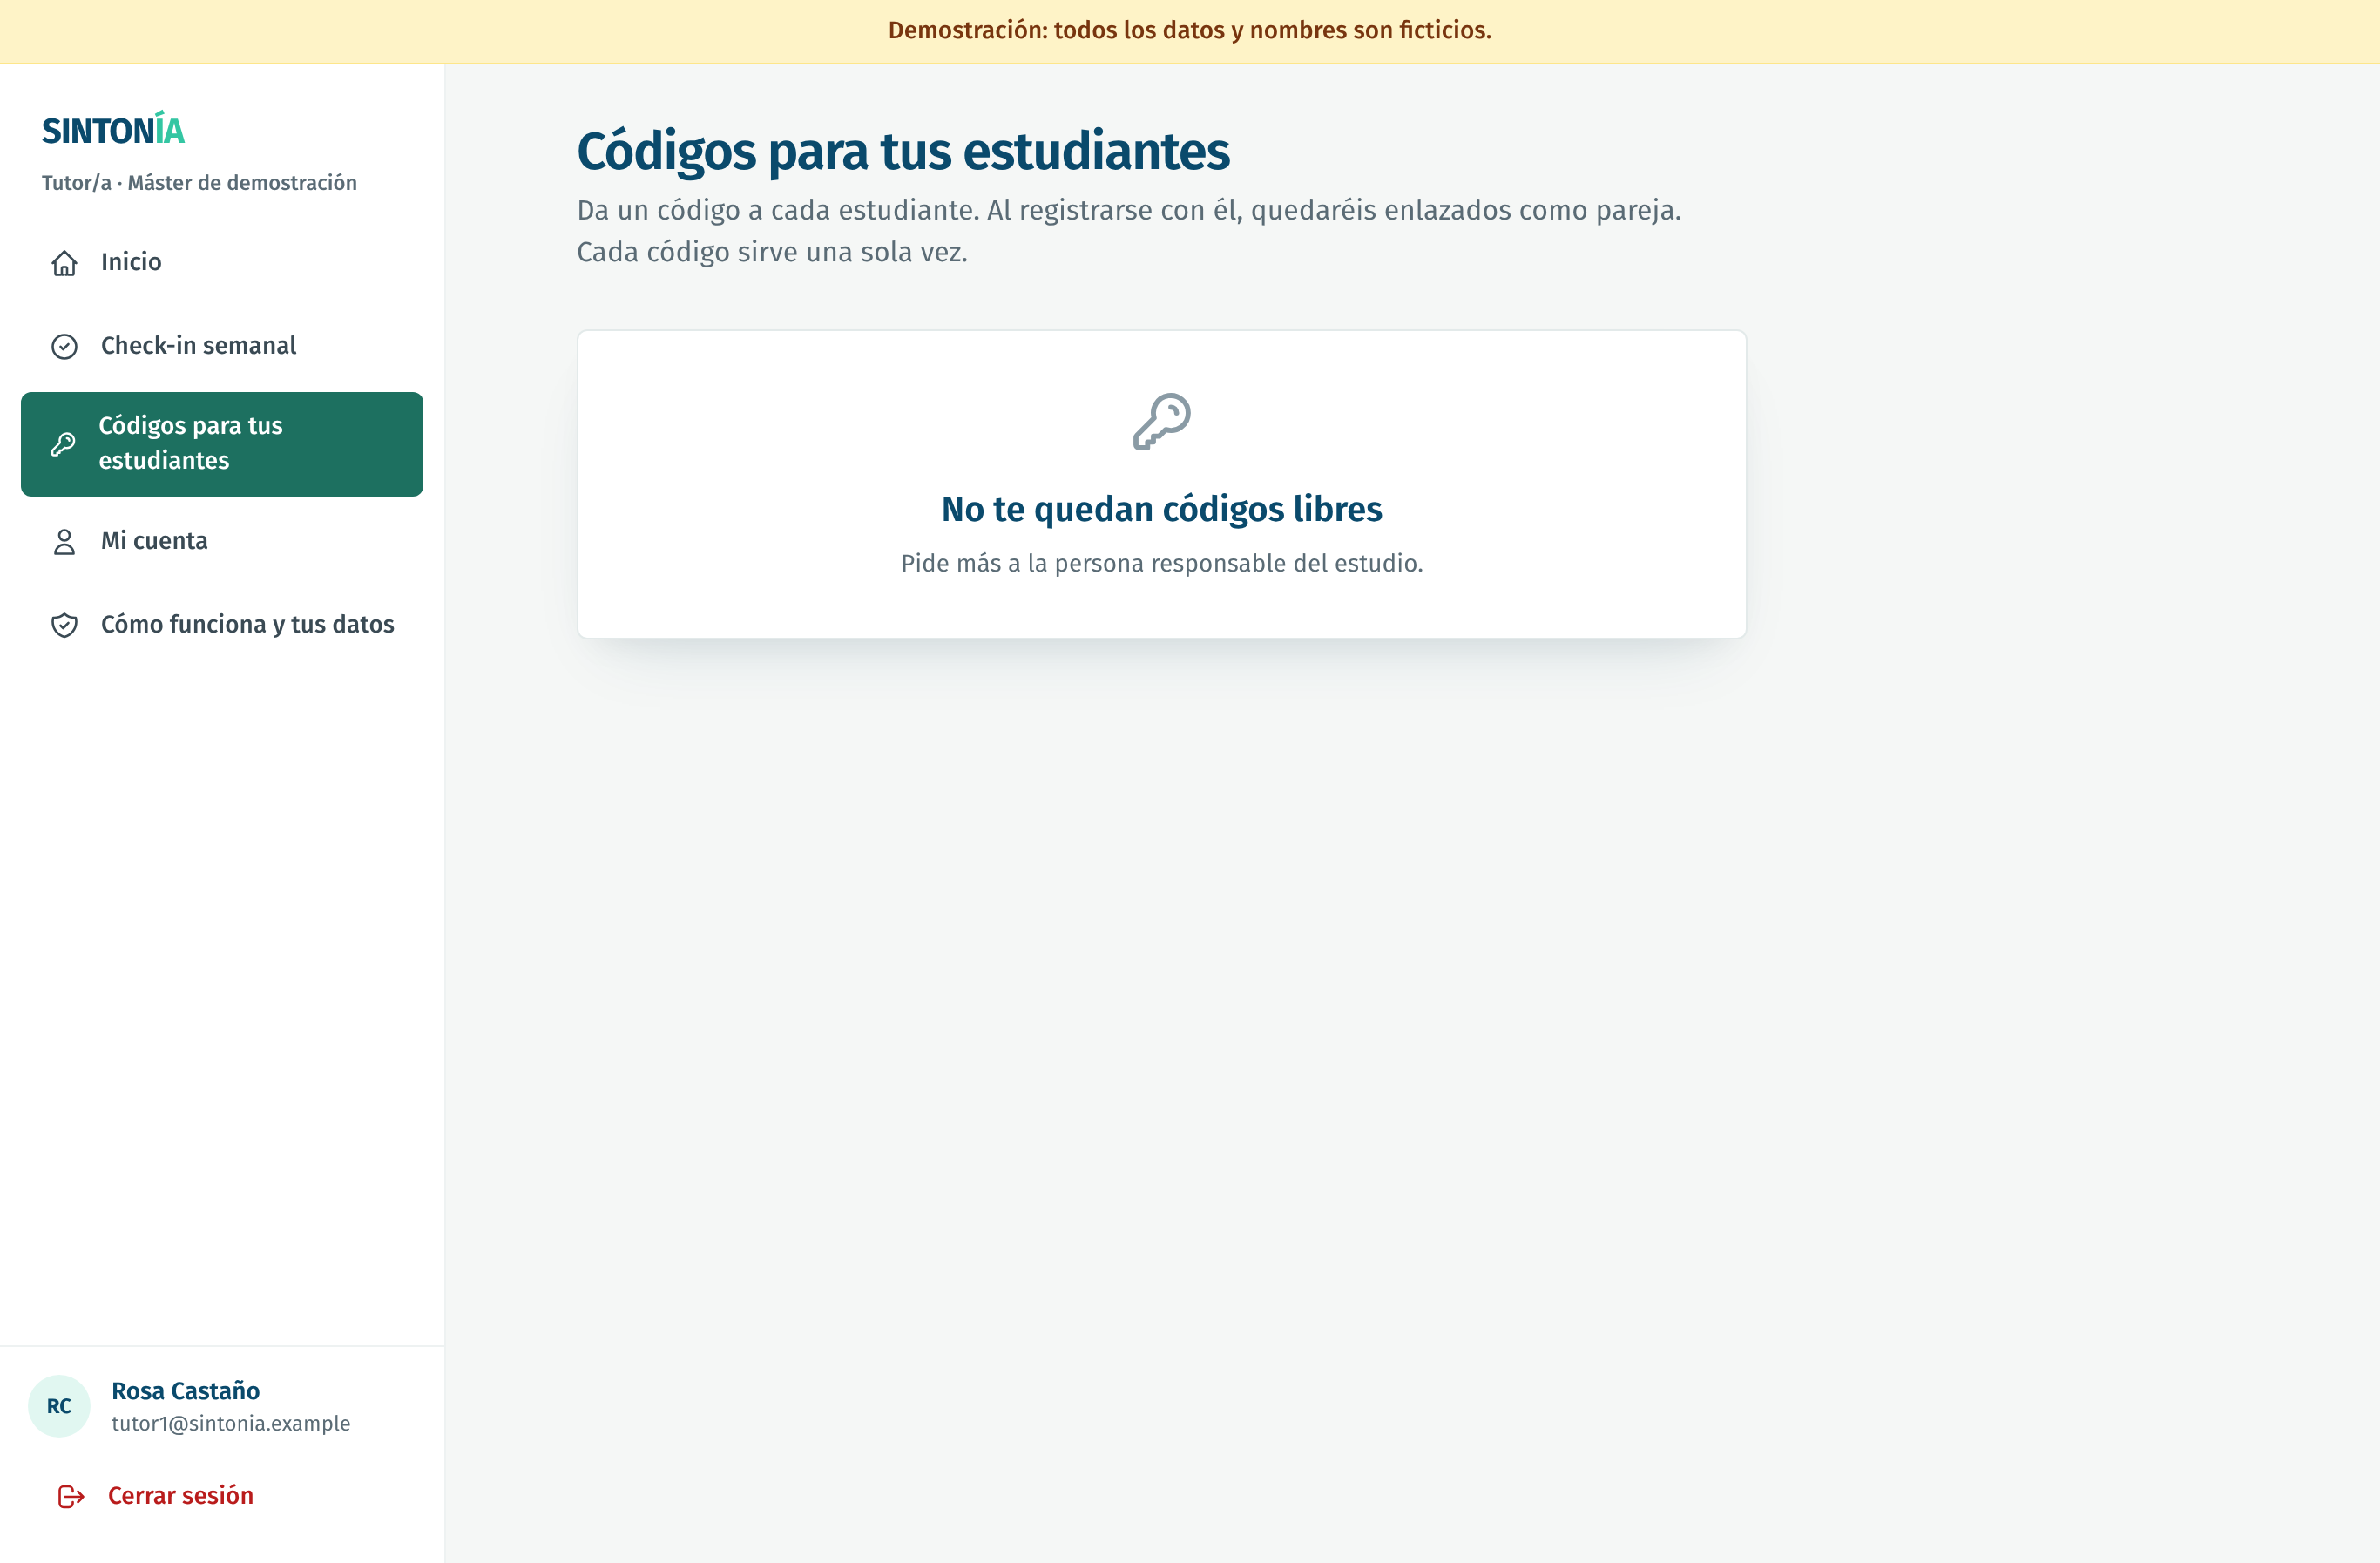 Demostración: todos los datos y nombres son ficticios.
SINTONÍA
Tutor/a · Máster de demostración
Inicio
Check-in semanal
Códigos para tus
estudiantes
Mi cuenta
Cómo funciona y tus datos
Rosa Castaño
RC
tutor1@sintonia.example
Cerrar sesión
Códigos para tus estudiantes
Da un código a cada estudiante. Al registrarse con él, quedaréis enlazados como pareja.
Cada código sirve una sola vez.
No te quedan códigos libres
Pide más a la persona responsable del estudio.